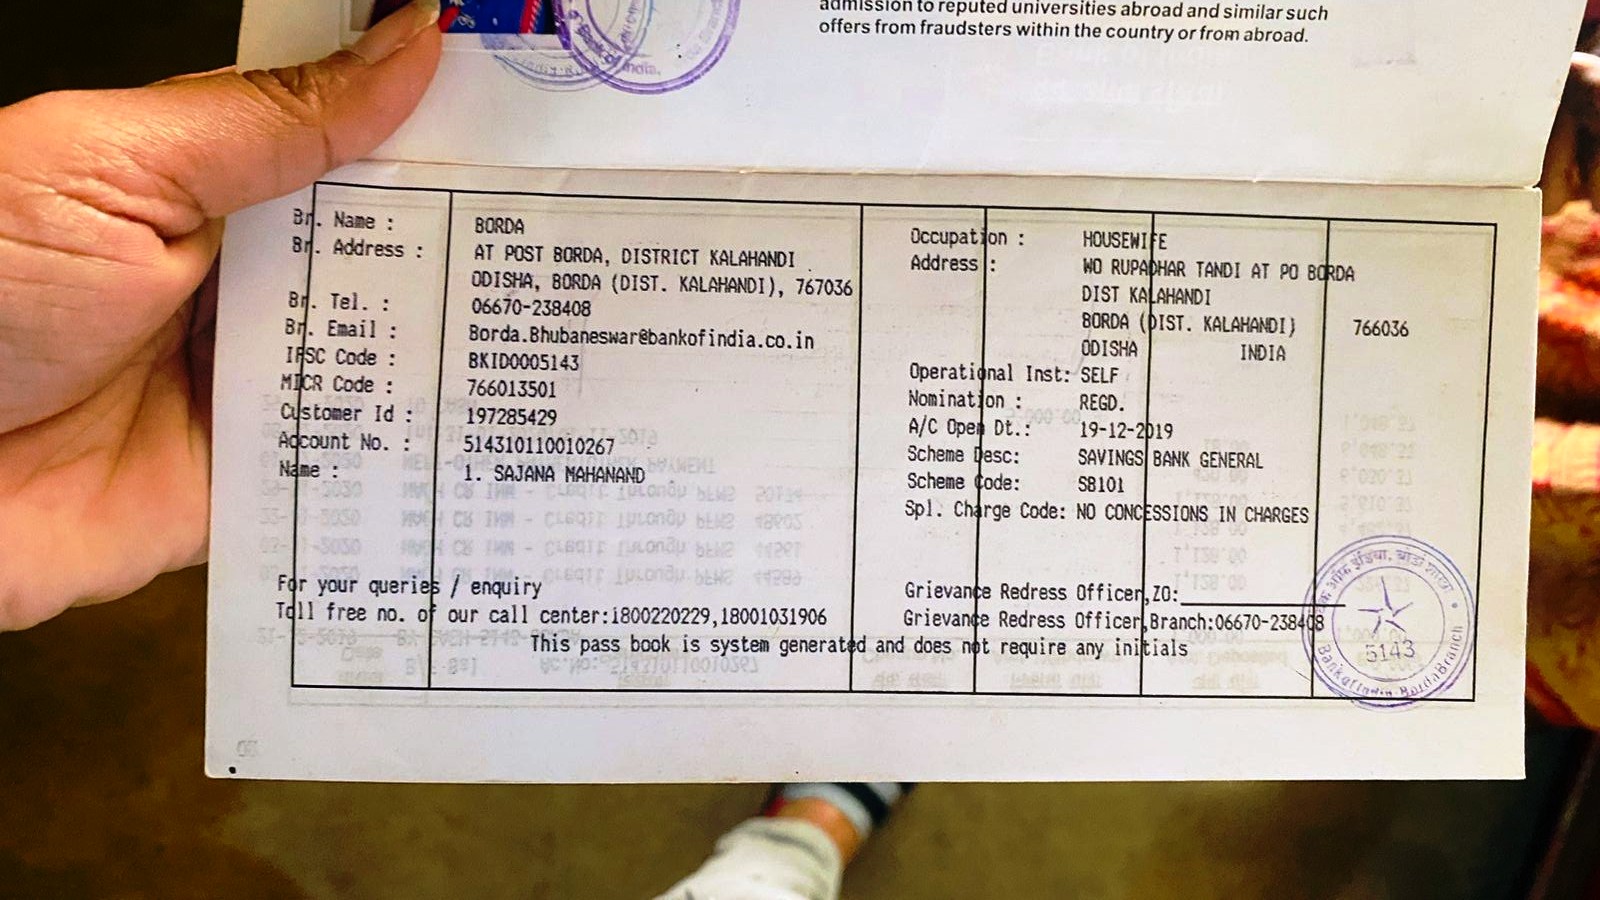 admission to reputed universities abroad and similar such
offers from fraudsters within the country or from abroad.
Br. Name : BORDA
Br. Address : AT POST BORDA, DISTRICT KALAHANDI
ODISHA, BORDA (DIST. KALAHANDI), 767036
Br. Tel. : 06670-238408
Br. Email : Borda.Bhubaneswar@bankofindia.co.in
IFSC Code : BKID0005143
MICR Code : 766013501
Customer Id : 197285429
Account No. : 514310110010267
Name : 1. SAJANA MAHANAND
Occupation : HOUSEWIFE
Address : WO RUPADHAR TANDI AT PO BORDA
DIST KALAHANDI
BORDA (DIST. KALAHANDI) 766036
ODISHA INDIA
Operational Inst: SELF
Nomination : REGD.
A/C Open Dt.: 19-12-2019
Scheme Desc: SAVINGS BANK GENERAL
Scheme Code: SB101
Spl. Charge Code: NO CONCESSIONS IN CHARGES
For your queries / enquiry
Toll free no. of our call center:1800220229,18001031906
Grievance Redress Officer,ZO:
Grievance Redress Officer,Branch:06670-238408
This pass book is system generated and does not require any initials
5143
Bank of India Borda Branch